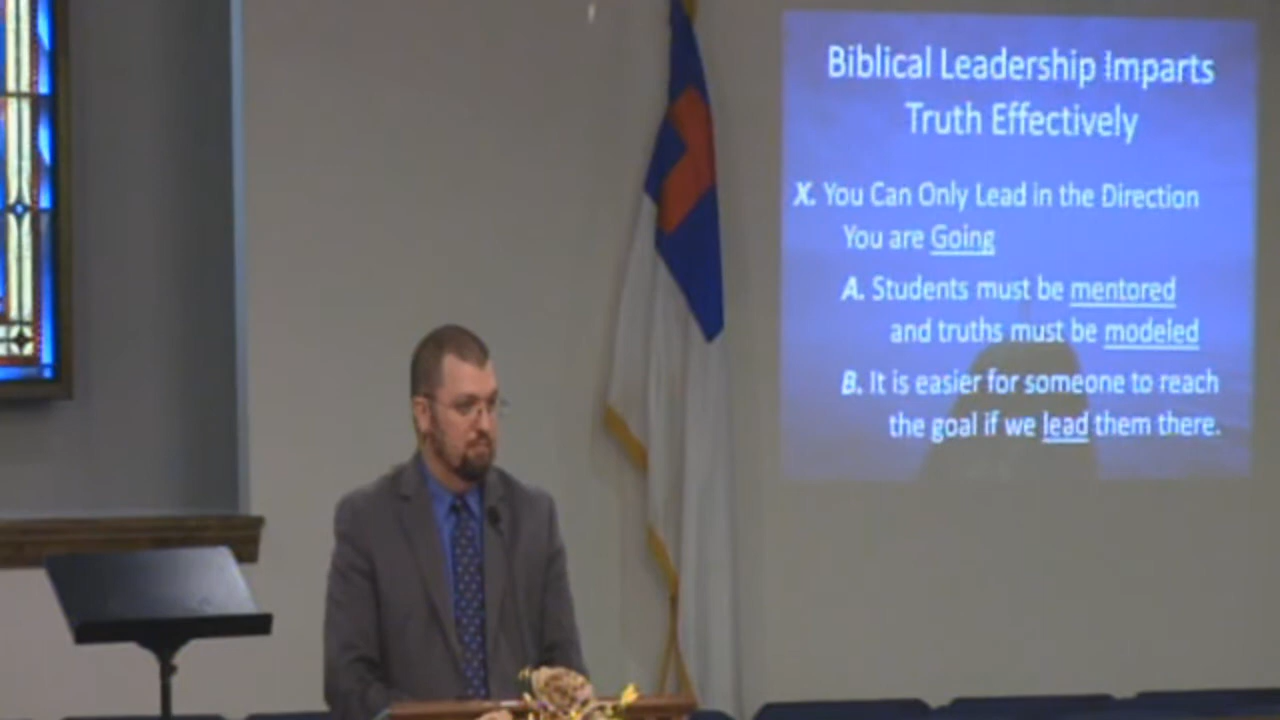 Biblical Leadership Imparts
Truth Effectively
X. You Can Only Lead in the Direction
You are Going
A. Students must be mentored
and truths must be modeled
B. It is easier for someone to reach
the goal if we lead them there.